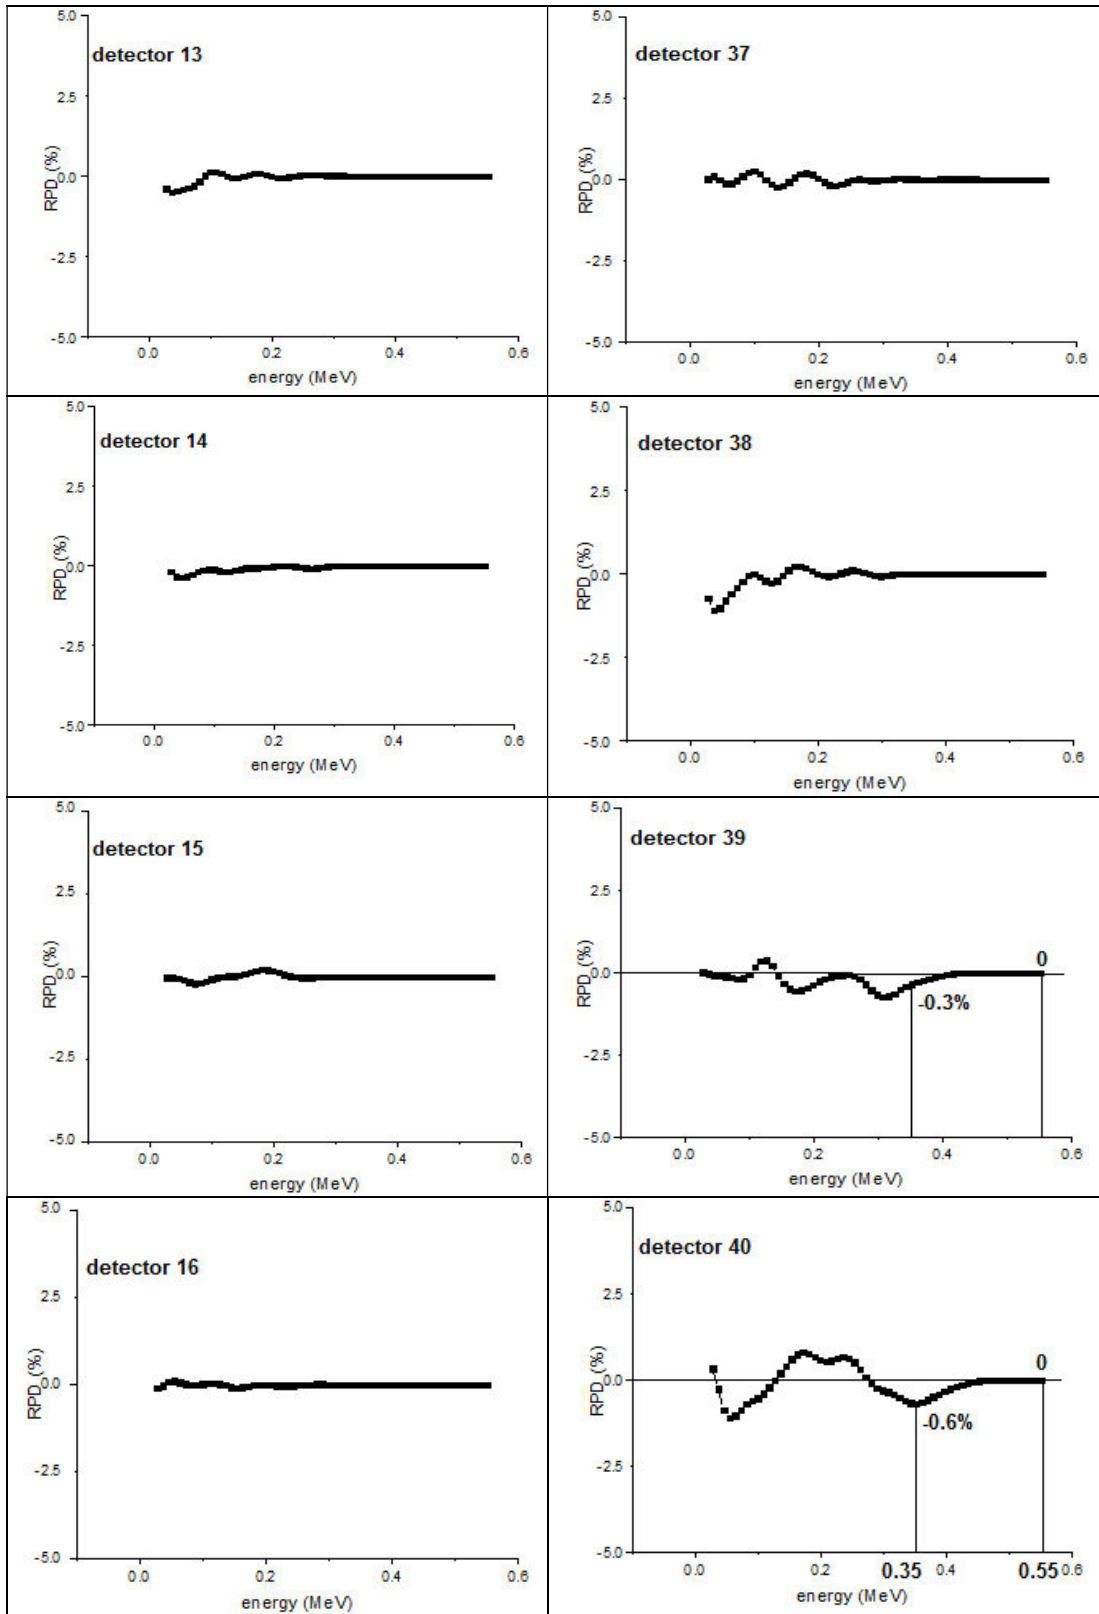 5.0
detector 13
2.5
RPD (%)
0.0
-2.5
-5.0
0.0 0.2 0.4 0.6
energy (MeV)
5.0
detector 37
2.5
RPD (%)
0.0
-2.5
-5.0
0.0 0.2 0.4 0.6
energy (MeV)
5.0
detector 14
2.5
RPD (%)
0.0
-2.5
-5.0
0.0 0.2 0.4 0.6
energy (MeV)
5.0
detector 38
2.5
RPD (%)
0.0
-2.5
-5.0
0.0 0.2 0.4 0.6
energy (MeV)
5.0
detector 15
2.5
RPD (%)
0.0
-2.5
-5.0
0.0 0.2 0.4 0.6
energy (MeV)
5.0
detector 39
2.5
RPD (%)
0
0.0
-0.3%
-2.5
-5.0
0.0 0.2 0.4 0.6
energy (MeV)
5.0
detector 16
2.5
RPD (%)
0.0
-2.5
-5.0
0.0 0.2 0.4 0.6
energy (MeV)
5.0
detector 40
2.5
RPD (%)
0
0.0
-0.6%
-2.5
-5.0
0.0 0.2 0.35 0.4 0.55 0.6
energy (MeV)